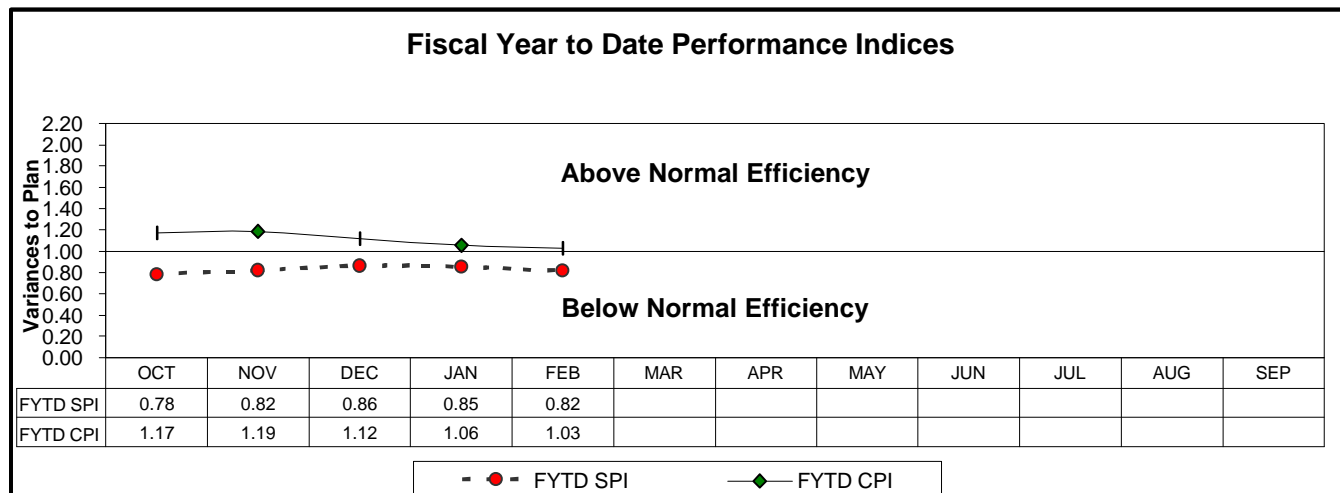 Fiscal Year to Date Performance Indices
Variances to Plan
2.20
2.00
1.80
1.60
1.40
1.20
1.00
0.80
0.60
0.40
0.20
0.00
Above Normal Efficiency
Below Normal Efficiency
OCT NOV DEC JAN FEB MAR APR MAY JUN JUL AUG SEP
FYTD SPI 0.78 0.82 0.86 0.85 0.82
FYTD CPI 1.17 1.19 1.12 1.06 1.03
FYTD SPI FYTD CPI